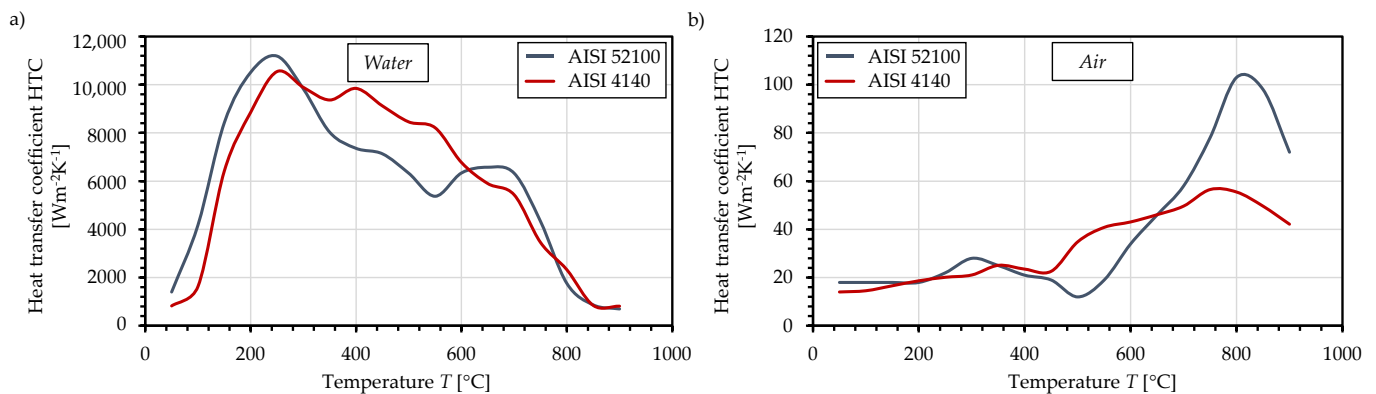 a)
Heat transfer coefficient HTC
[Wm-2K-1]
12,000
10,000
8000
6000
4000
2000
0
Water
AISI 52100
AISI 4140
0 200 400 600 800 1000
Temperature T [°C]
b)
Heat transfer coefficient HTC
[Wm-2K-1]
120
100
80
60
40
20
0
AISI 52100
AISI 4140
Air
0 200 400 600 800 1000
Temperature T [°C]